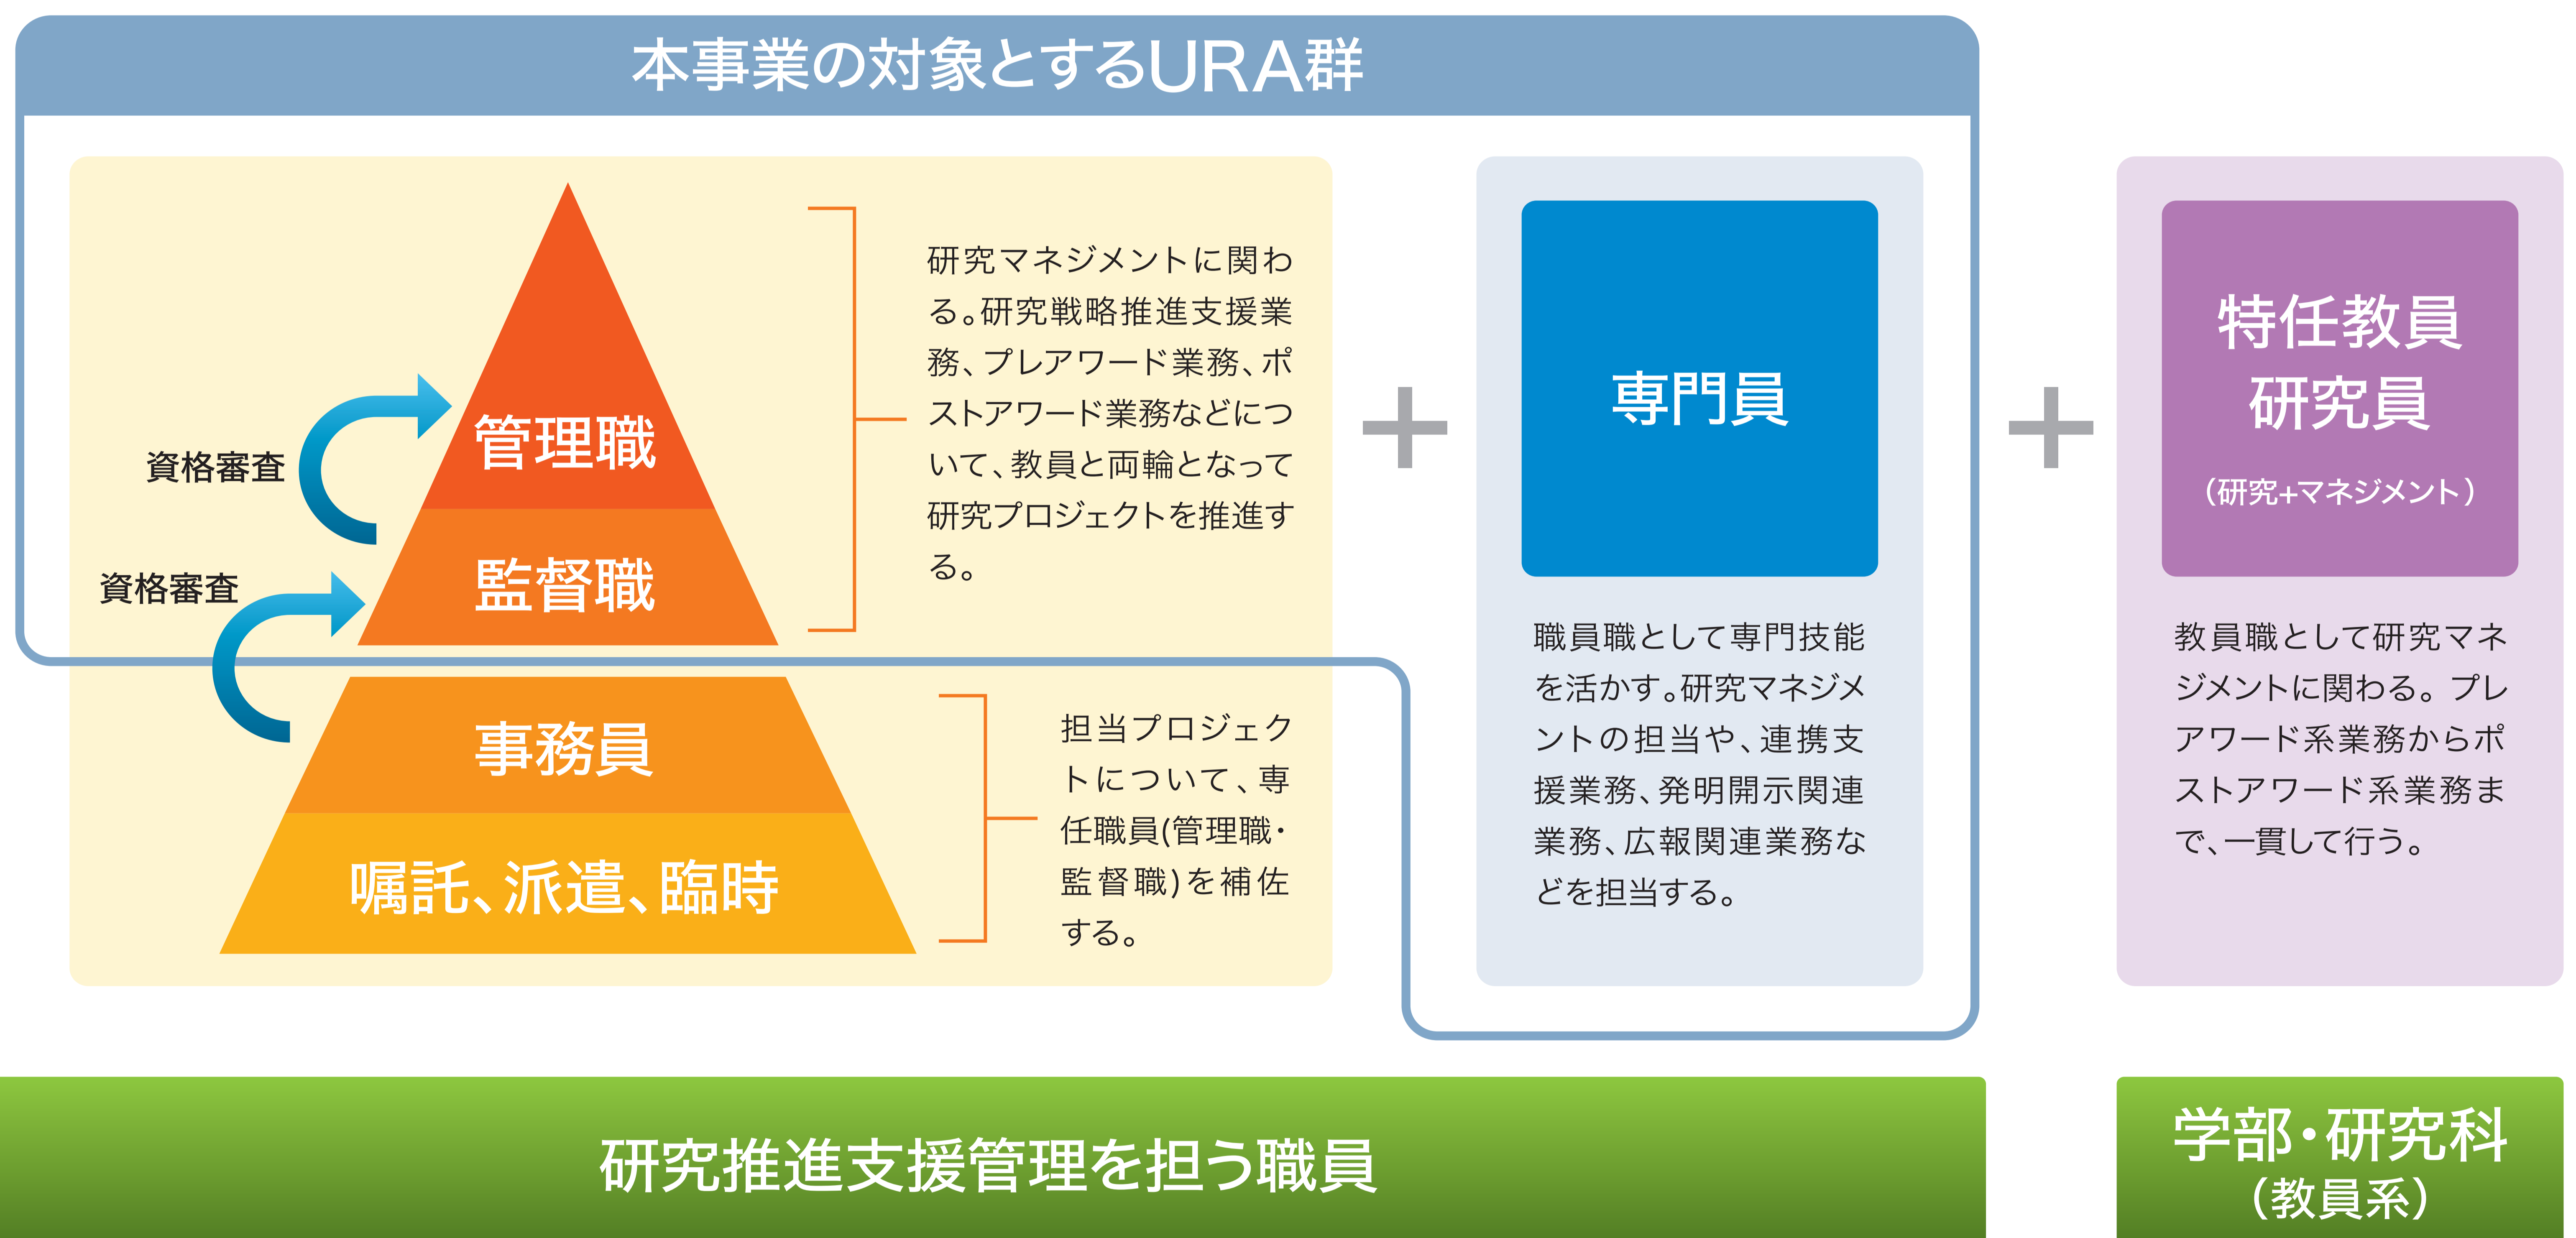 本事業の対象とするURA群
資格審査
資格審査
管理職
監督職
事務員
嘱託、派遣、臨時
研究マネジメントに関わ
る。研究戦略推進支援業
務、プレアワード業務、ポ
ストアワード業務などにつ
いて、教員と両輪となって
研究プロジェクトを推進す
る。
担当プロジェク
トについて、専
任職員(管理職・
監督職)を補佐
する。
専門員
職員職として専門技能
を活かす。研究マネジメ
ントの担当や、連携支
援業務、発明開示関連
業務、広報関連業務な
どを担当する。
特任教員
研究員
（研究+マネジメント）
教員職として研究マネ
ジメントに関わる。プレ
アワード系業務からポ
ストアワード系業務ま
で、一貫して行う。
研究推進支援管理を担う職員
学部・研究科
（教員系）